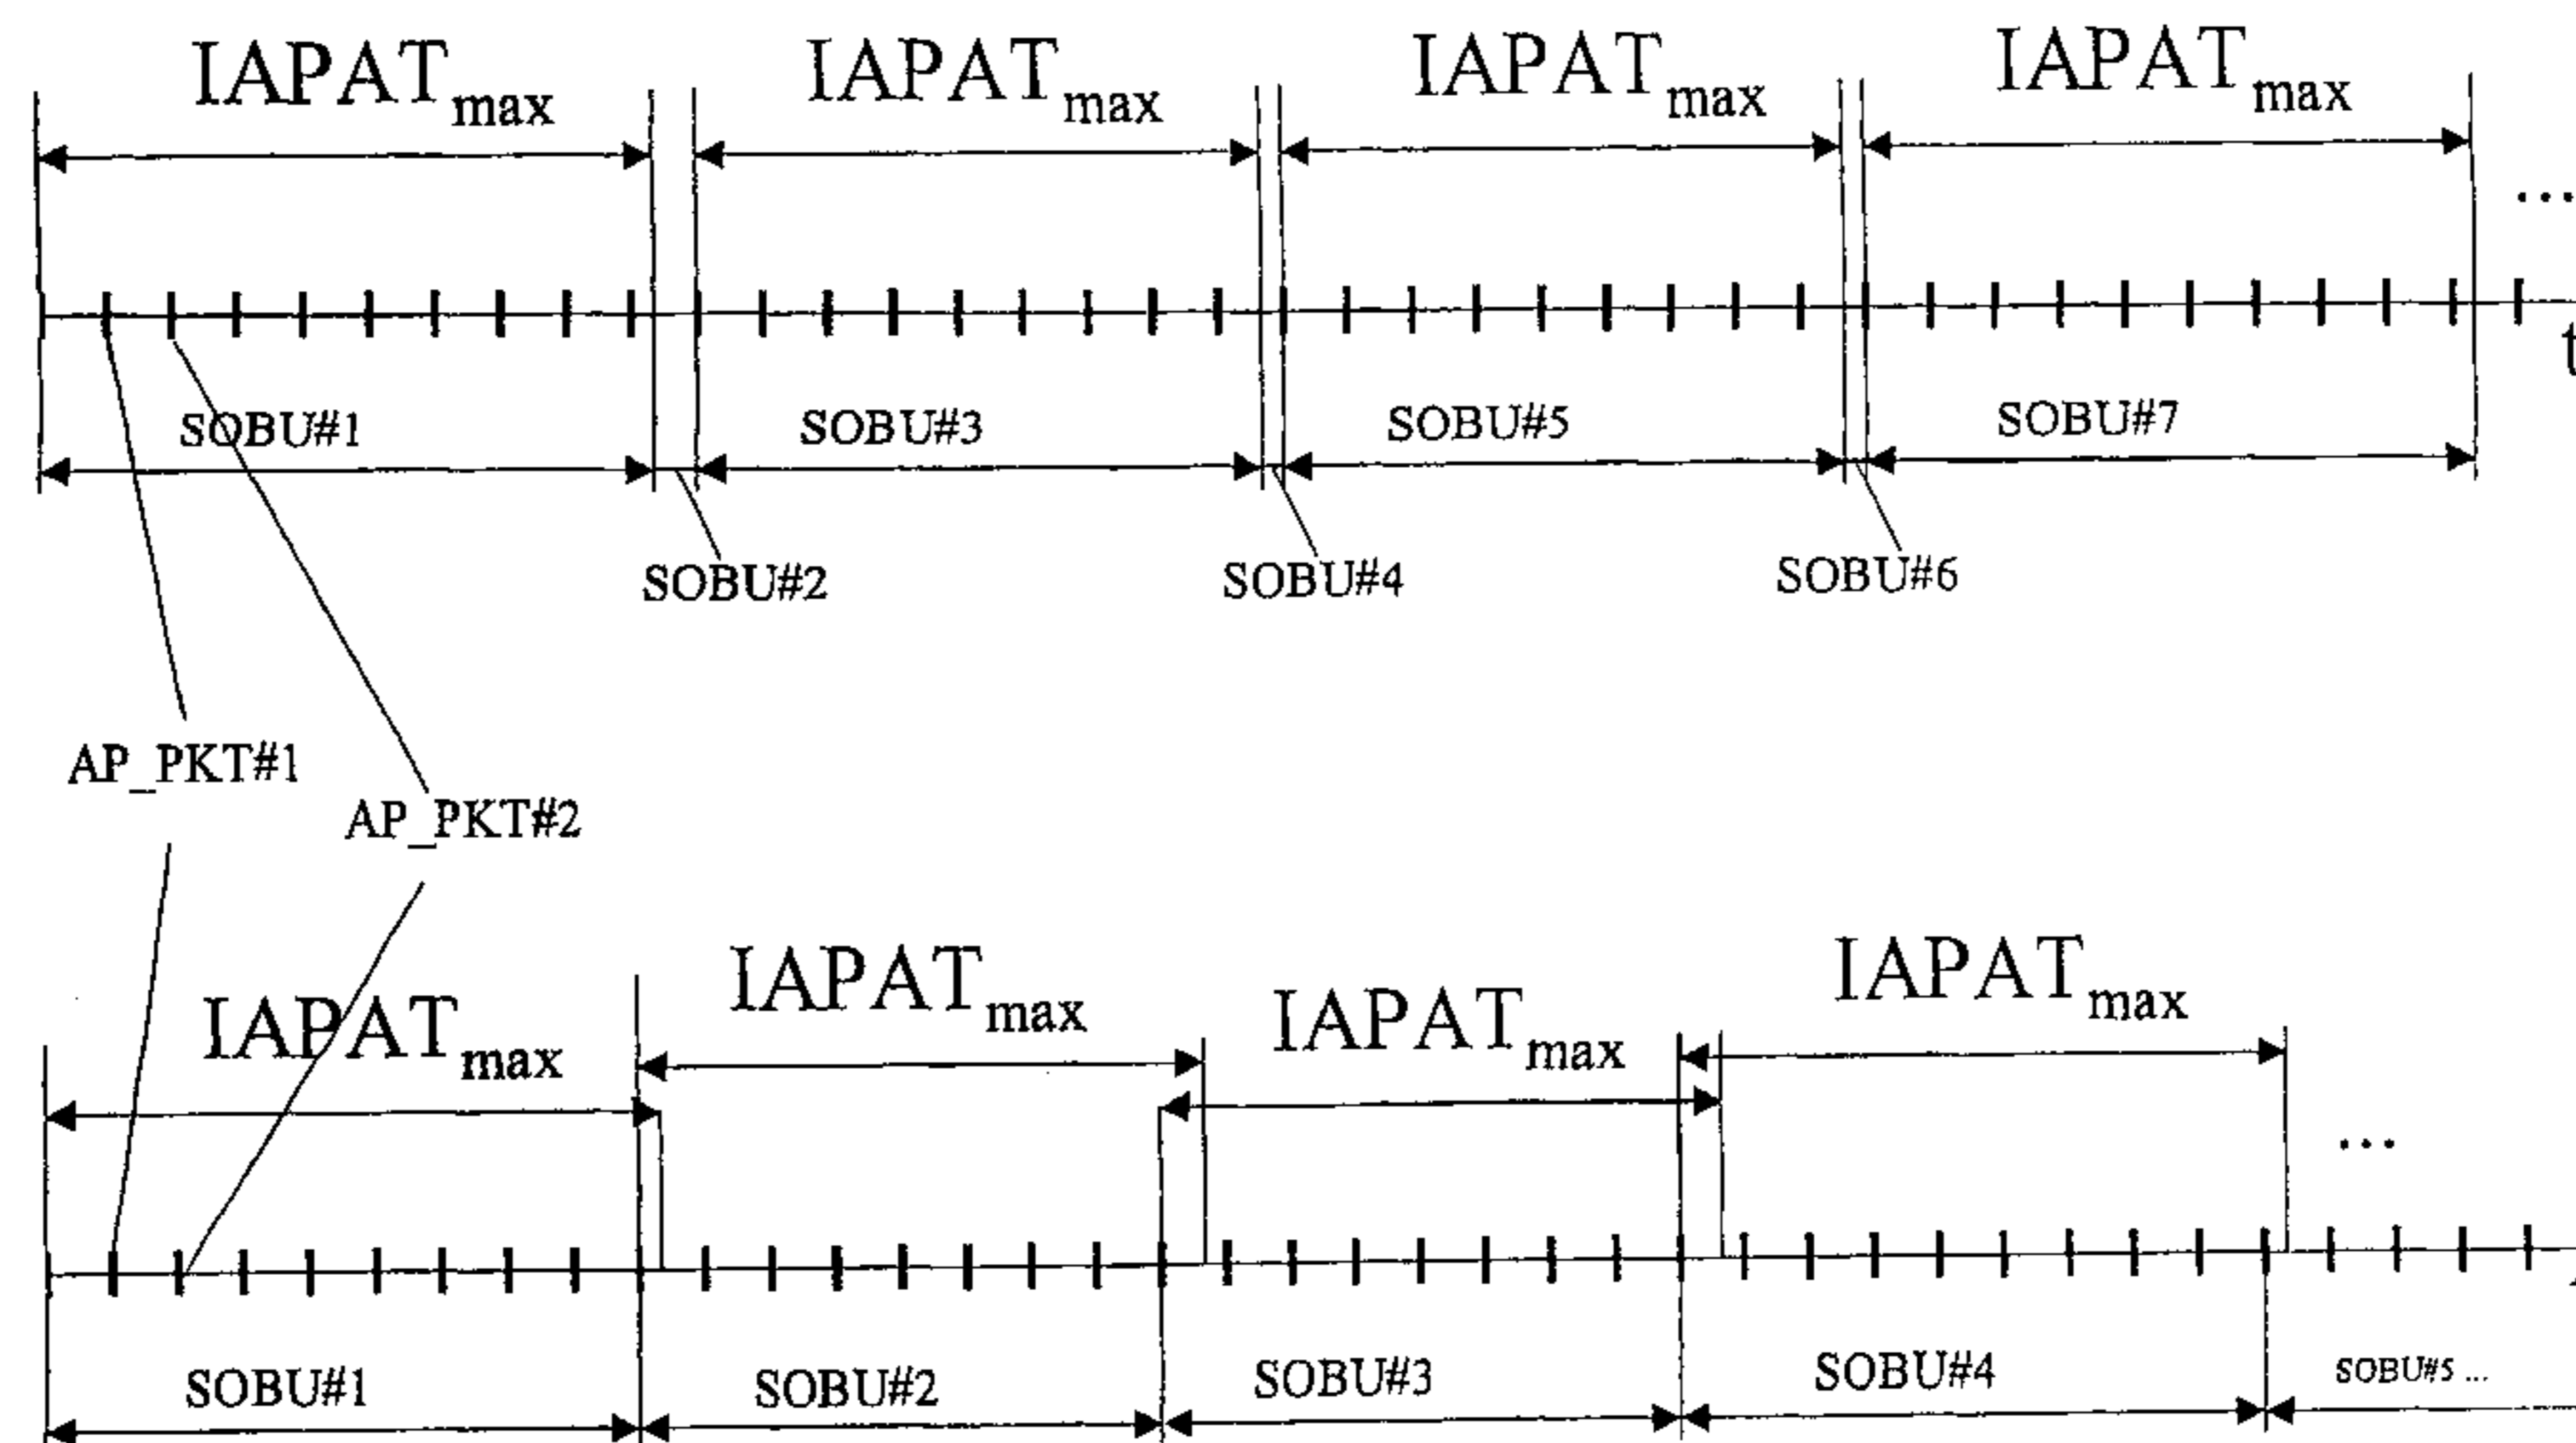 IAPATmax IAPATmax IAPATmax IAPATmax
...
t
SOBU#1 SOBU#3 SOBU#5 SOBU#7
SOBU#2 SOBU#4 SOBU#6
AP_PKT#1
AP_PKT#2
IAPATmax IAPATmax IAPATmax IAPATmax
...
SOBU#1 SOBU#2 SOBU#3 SOBU#4 SOBU#5 ...